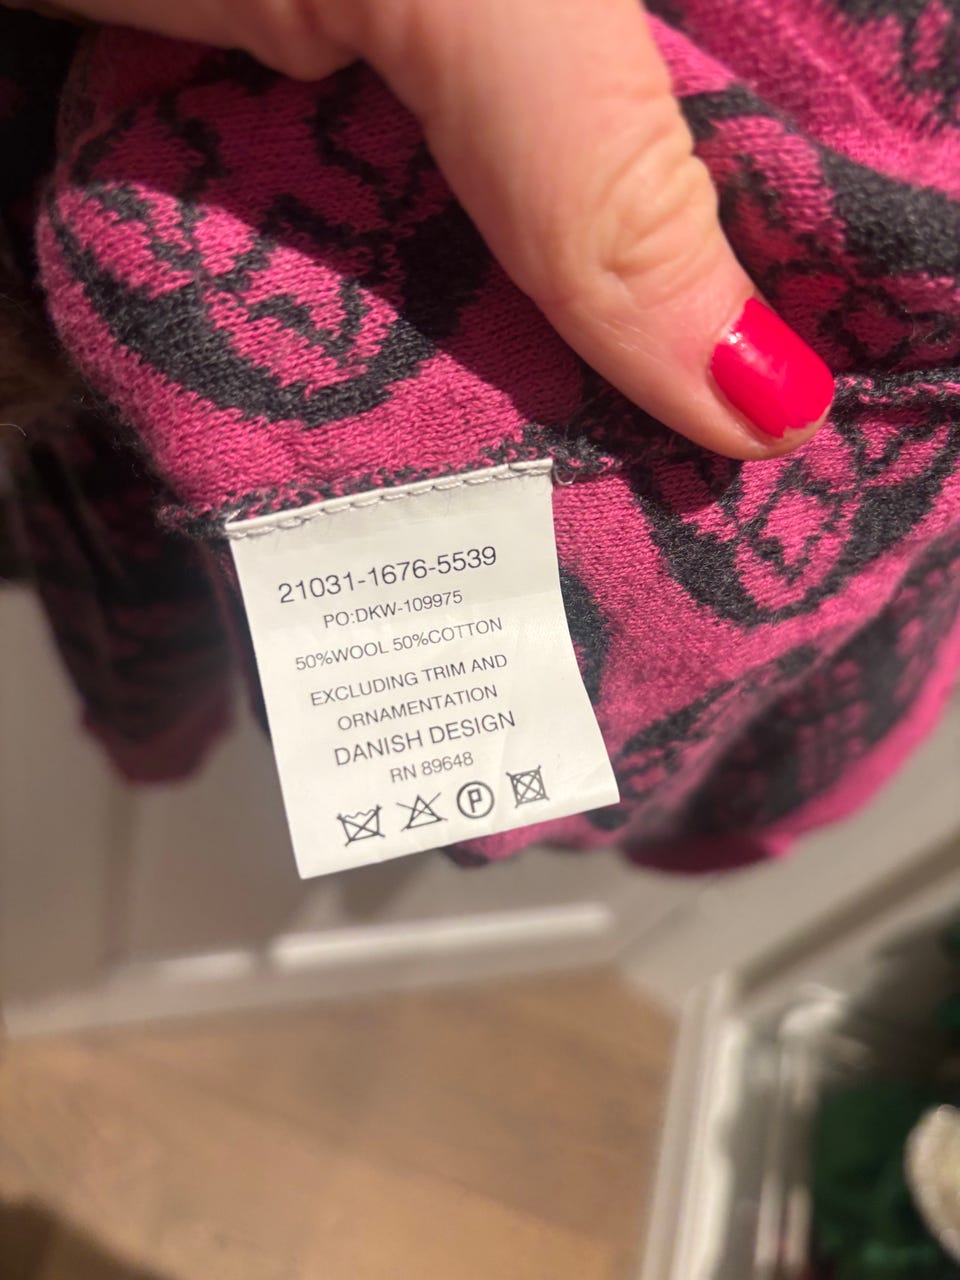 21031-1676-5539
PO:DKW-109975
50%WOOL 50%COTTON
EXCLUDING TRIM AND
ORNAMENTATION
DANISH DESIGN
RN 89648
P